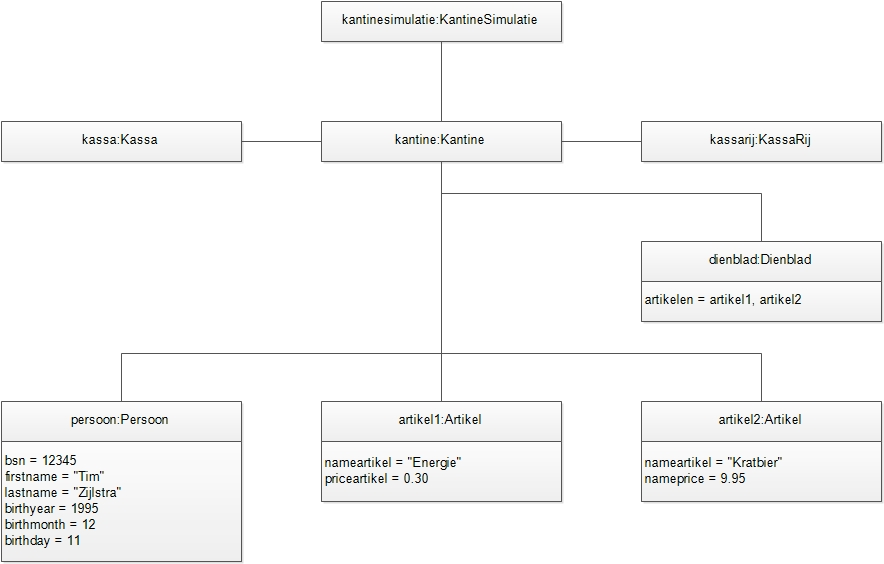 kantinesimulatie:KantineSimulatie
kassa:Kassa
kantine:Kantine
kassarij:KassaRij
dienblad:Dienblad
artikelen = artikel1, artikel2
persoon:Persoon
bsn = 12345
firstname = "Tim"
lastname = "Zijlstra"
birthyear = 1995
birthmonth = 12
birthday = 11
artikel1:Artikel
nameartikel = "Energie"
priceartikel = 0.30
artikel2:Artikel
nameartikel = "Kratbier"
nameprice = 9.95